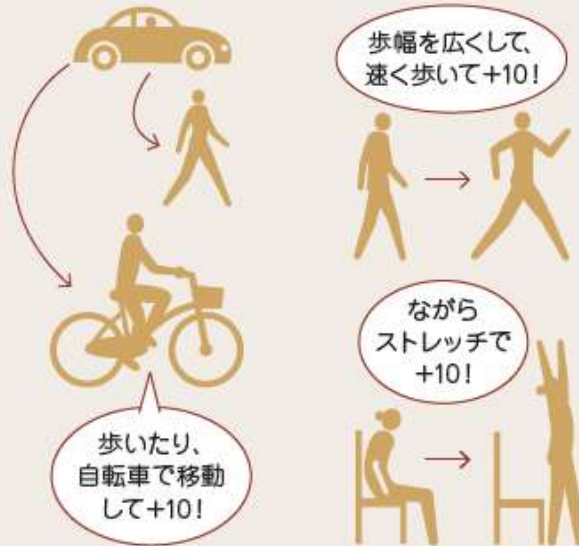 歩幅を広くして、
速く歩いて+10!
ながら
ストレッチで
+10!
歩いたり、
自転車で移動
して+10!